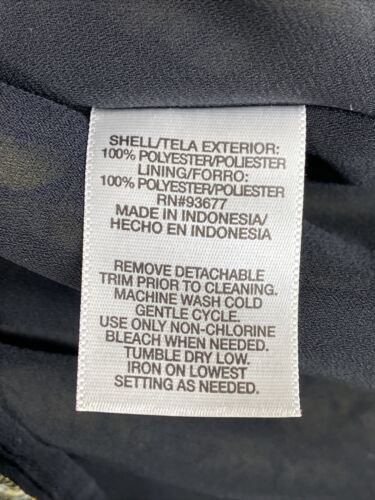 SHELL/TELA EXTERIOR:
100% POLYESTER/POLIESTER
LINING/FORRO:
100% POLYESTER/POLIESTER
RN#93677
MADE IN INDONESIA/
HECHO EN INDONESIA
REMOVE DETACHABLE
TRIM PRIOR TO CLEANING.
MACHINE WASH COLD
GENTLE CYCLE.
USE ONLY NON-CHLORINE
BLEACH WHEN NEEDED.
TUMBLE DRY LOW.
IRON ON LOWEST
SETTING AS NEEDED.